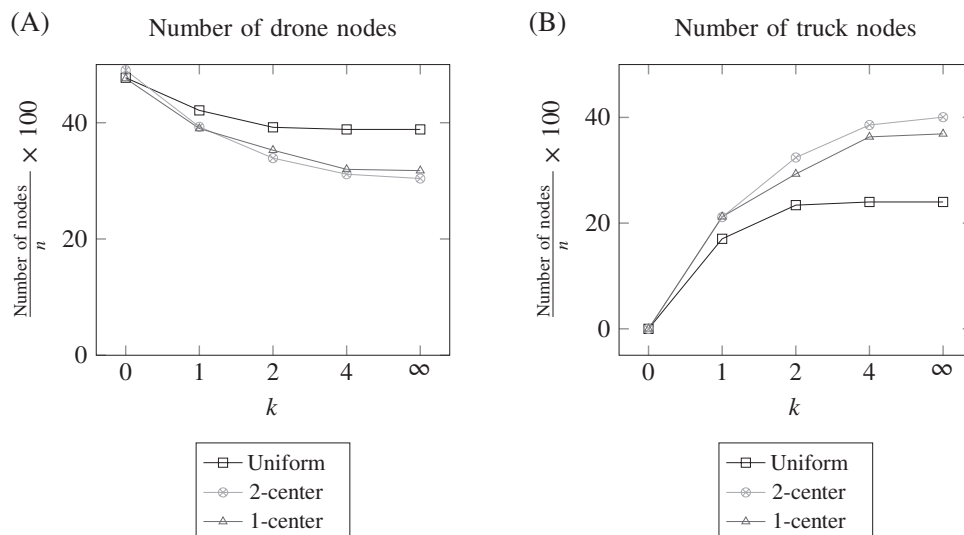 (A)
Number of drone nodes
Number of nodes
n
× 100
40
20
0
0 1 2 4 ∞
k
Uniform
2-center
1-center
(B)
Number of truck nodes
Number of nodes
n
× 100
40
20
0
0 1 2 4 ∞
k
Uniform
2-center
1-center